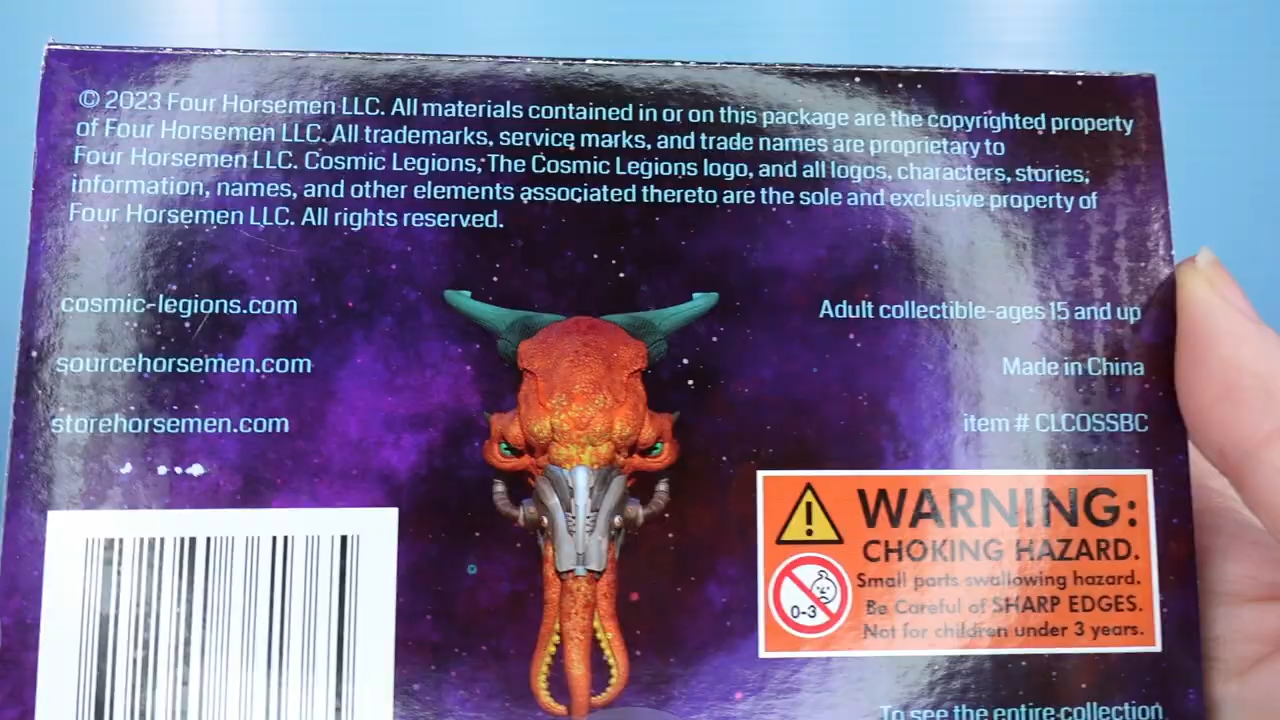 © 2023 Four Horsemen LLC. All materials contained in or on this package are the copyrighted property
of Four Horsemen LLC. All trademarks, service marks, and trade names are proprietary to
Four Horsemen LLC. Cosmic Legions, The Cosmic Legions logo, and all logos, characters, stories,
information, names, and other elements associated thereto are the sole and exclusive property of
Four Horsemen LLC. All rights reserved.
cosmic-legions.com
sourcehorsemen.com
storehorsemen.com
Adult collectible-ages 15 and up
Made in China
item # CLCOSSBC
WARNING:
CHOKING HAZARD.
Small parts swallowing hazard.
Be Careful of SHARP EDGES.
Not for children under 3 years.
0-3
To see the entire collection